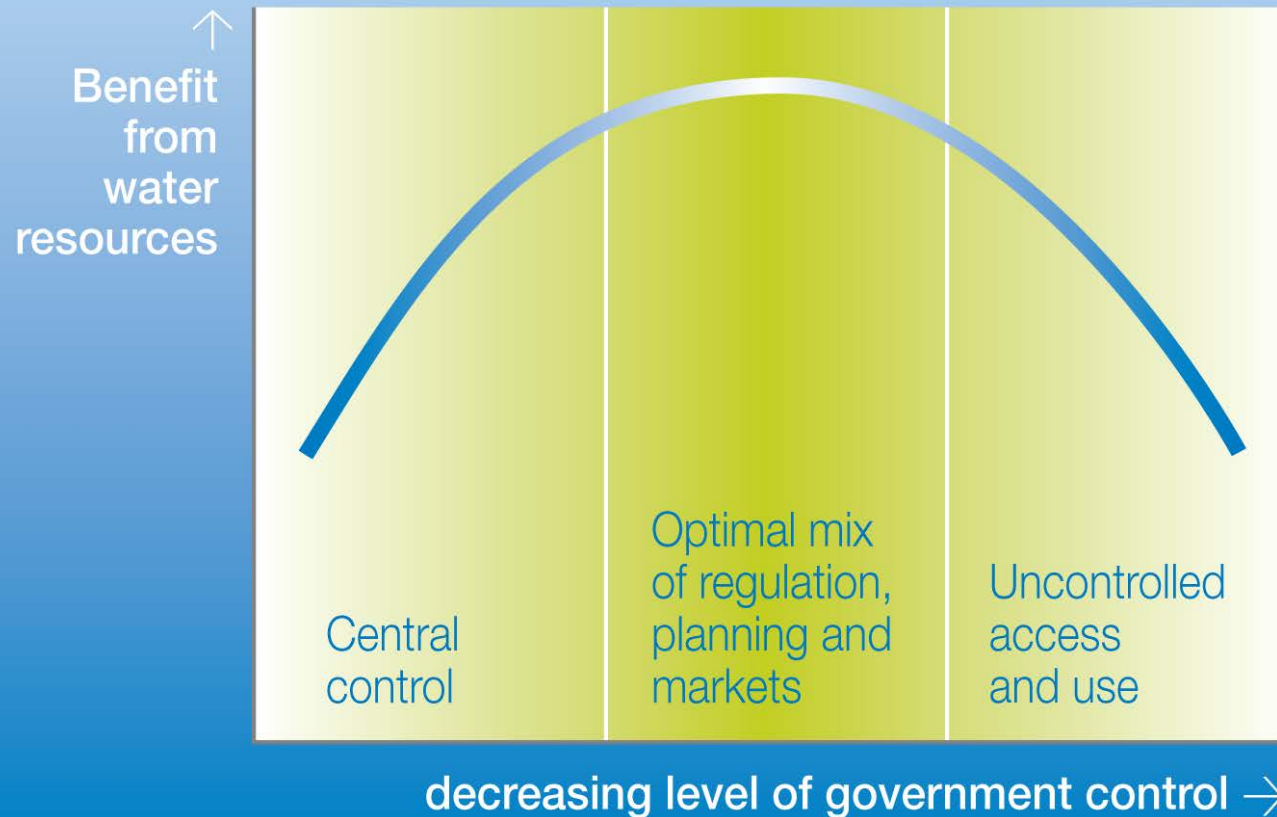 Benefit
from
water
resources
Central
control
Optimal mix
of regulation,
planning and
markets
Uncontrolled
access
and use
decreasing level of government control